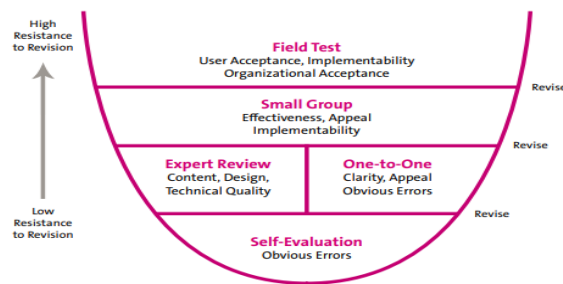 High
Resistance
to Revision
Field Test
User Acceptance, Implementability
Organizational Acceptance
Revise
Small Group
Effectiveness, Appeal
Implementability
Revise
Expert Review
Content, Design,
Technical Quality
One-to-One
Clarity, Appeal
Obvious Errors
Low
Resistance
to Revision
Revise
Self-Evaluation
Obvious Errors